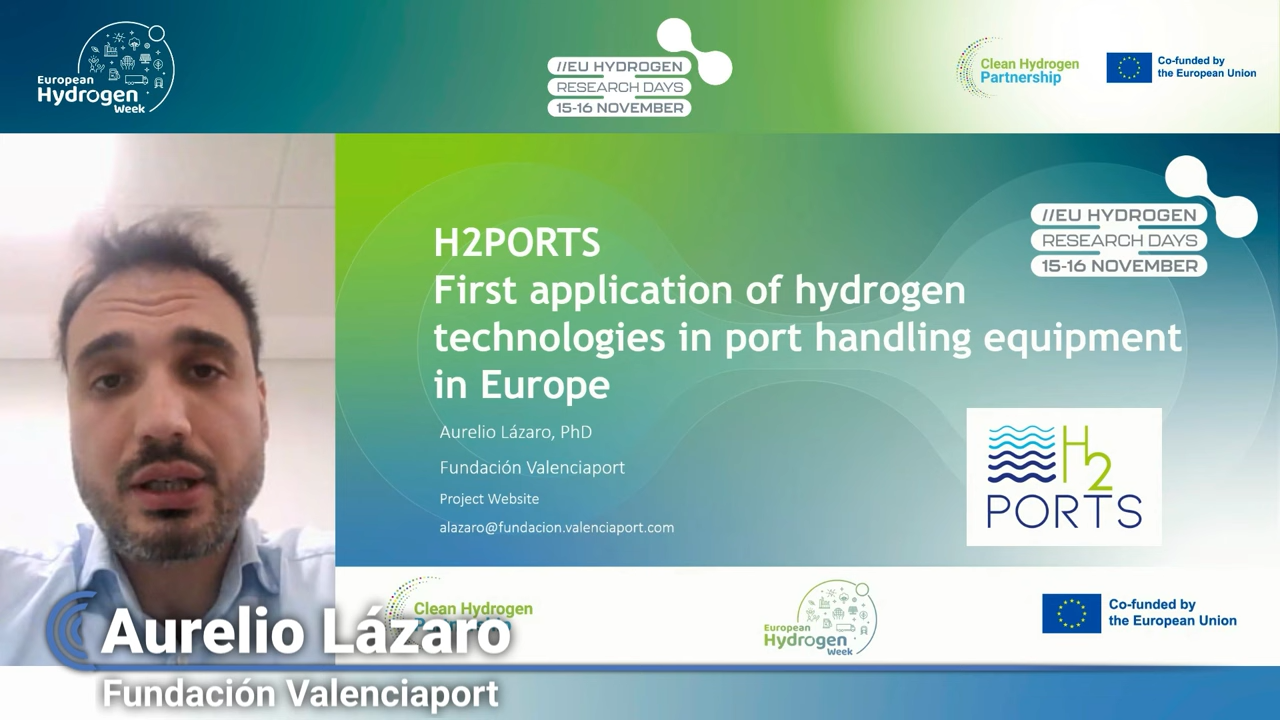 European
Hydrogen
Week
//EU HYDROGEN
RESEARCH DAYS
15-16 NOVEMBER
Clean Hydrogen
Partnership
Co-funded by
the European Union
//EU HYDROGEN
RESEARCH DAYS
15-16 NOVEMBER
H2PORTS
First application of hydrogen
technologies in port handling equipment
in Europe
Aurelio Lázaro, PhD
Fundación Valenciaport
Project Website
alazaro@fundacion.valenciaport.com
H2
PORTS
Clean Hydrogen
Aurelio Lázaro
Fundación Valenciaport
European
Hydrogen
Week
Co-funded by
the European Union